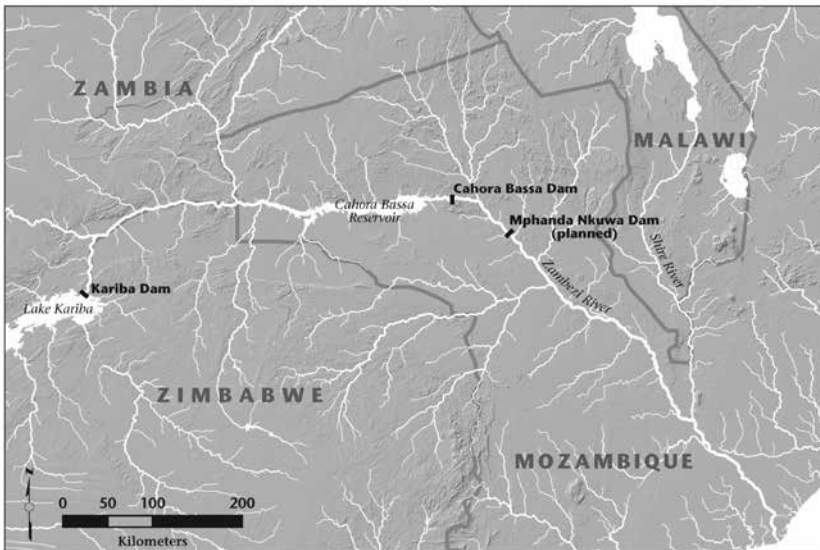 ZAMBIA
MALAWI
Cahora Bassa Dam
Cahora Bassa
Reservoir
Mphanda Nkuwa Dam
(planned)
Shire River
Zambezi River
Kariba Dam
Lake Kariba
ZIMBABWE
MOZAMBIQUE
0 50 100 200
Kilometers